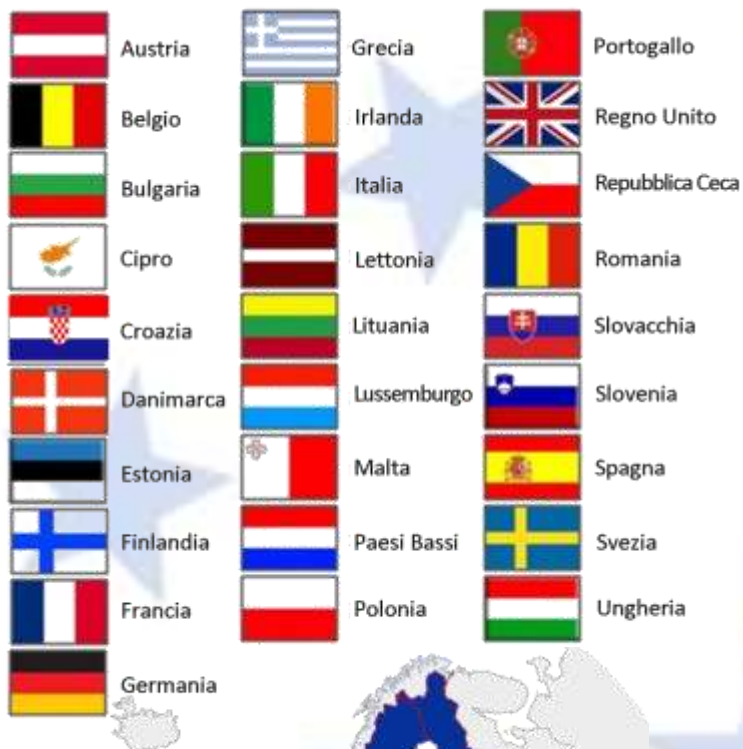 Austria
Belgio
Bulgaria
Cipro
Croazia
Danimarca
Estonia
Finlandia
Francia
Germania
Grecia
Irlanda
Italia
Lettonia
Lituania
Lussemburgo
Malta
Paesi Bassi
Polonia
Portogallo
Regno Unito
Repubblica Ceca
Romania
Slovacchia
Slovenia
Spagna
Svezia
Ungheria